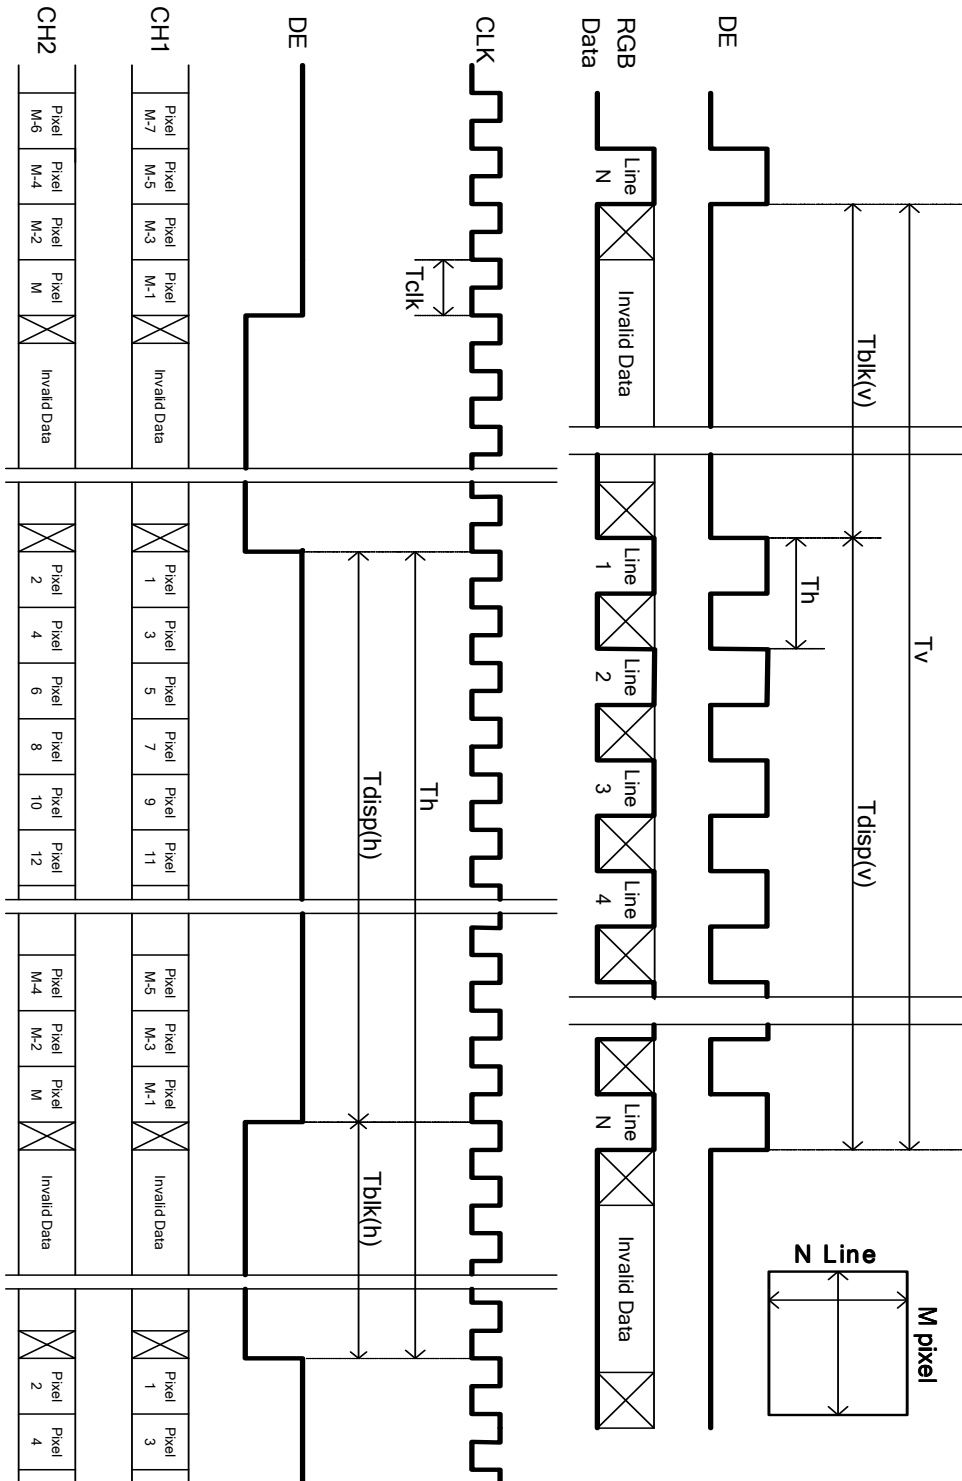 Tv
Tblk(v)
Tdisp(v)
Th
M pixel
N Line
DE
RGB
Data
Line
N
Invalid Data
Line
1
Line
2
Line
3
Line
4
Line
N
Invalid Data
CLK
Tclk
Th
Tdisp(h)
Tblk(h)
DE
CH1
Pixel
M-7
Pixel
M-5
Pixel
M-3
Pixel
M-1
Invalid Data
Pixel
1
Pixel
3
Pixel
5
Pixel
7
Pixel
9
Pixel
11
Pixel
M-5
Pixel
M-3
Pixel
M-1
Invalid Data
Pixel
1
Pixel
3
CH2
Pixel
M-6
Pixel
M-4
Pixel
M-2
Pixel
M
Invalid Data
Pixel
2
Pixel
4
Pixel
6
Pixel
8
Pixel
10
Pixel
12
Pixel
M-4
Pixel
M-2
Pixel
M
Invalid Data
Pixel
2
Pixel
4